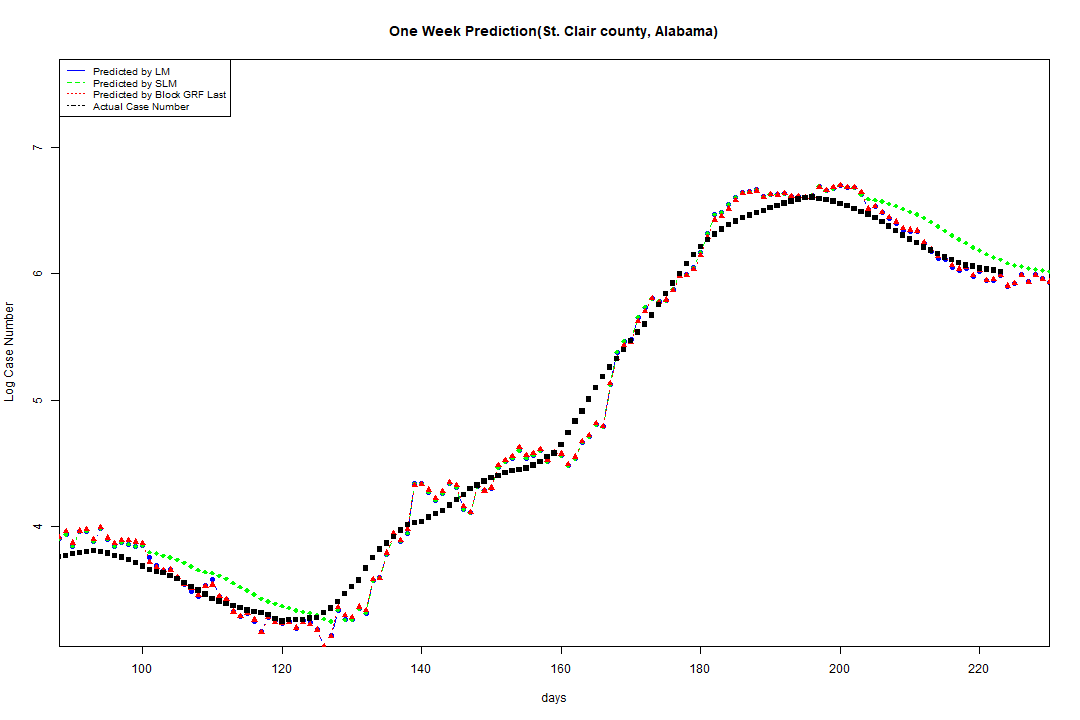 One Week Prediction(St. Clair county, Alabama)
Predicted by LM
Predicted by SLM
Predicted by Block GRF Last
Actual Case Number
7
6
5
4
Log Case Number
100 120 140 160 180 200 220
days